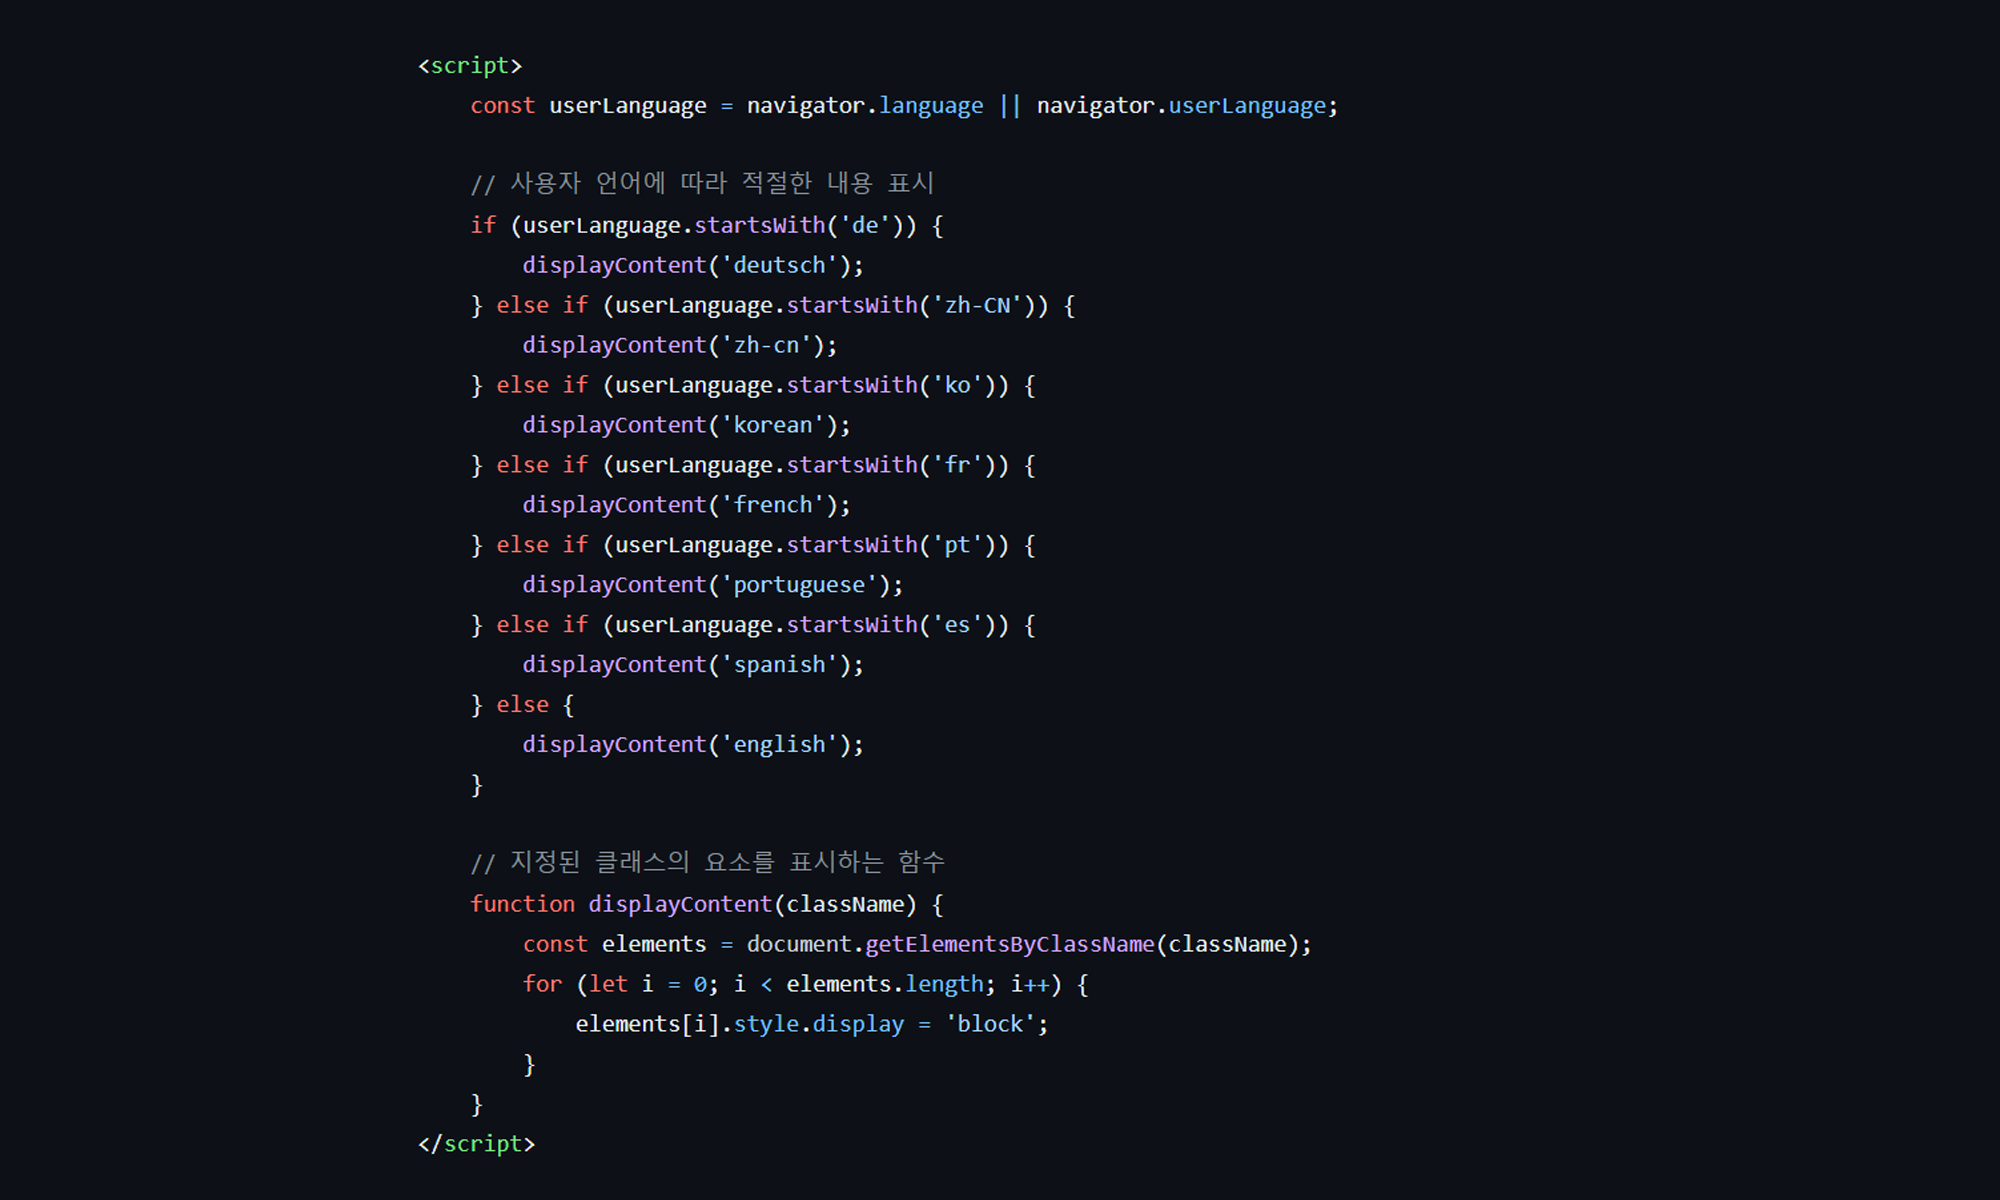 <script>
const userLanguage = navigator.language || navigator.userLanguage;
// 사용자 언어에 따라 적절한 내용 표시
if (userLanguage.startsWith('de')) {
displayContent('deutsch');
} else if (userLanguage.startsWith('zh-CN')) {
displayContent('zh-cn');
} else if (userLanguage.startsWith('ko')) {
displayContent('korean');
} else if (userLanguage.startsWith('fr')) {
displayContent('french');
} else if (userLanguage.startsWith('pt')) {
displayContent('portuguese');
} else if (userLanguage.startsWith('es')) {
displayContent('spanish');
} else {
displayContent('english');
}
// 지정된 클래스의 요소를 표시하는 함수
function displayContent(className) {
const elements = document.getElementsByClassName(className);
for (let i = 0; i < elements.length; i++) {
elements[i].style.display = 'block';
}
}
</script>